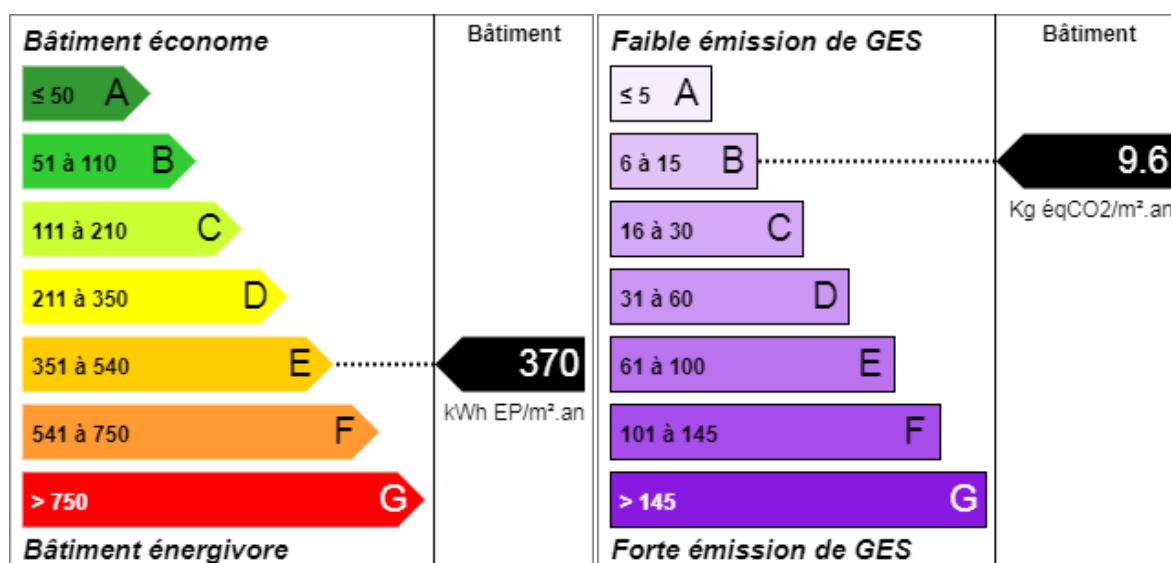 Bâtiment économe
Bâtiment
≤ 50 A
51 à 110 B
111 à 210 C
211 à 350 D
351 à 540 E
370
kWh EP/m².an
541 à 750 F
> 750 G
Bâtiment énergivore
Faible émission de GES
Bâtiment
≤ 5 A
6 à 15 B
9.6
Kg éqCO2/m².an
16 à 30 C
31 à 60 D
61 à 100 E
101 à 145 F
> 145 G
Forte émission de GES